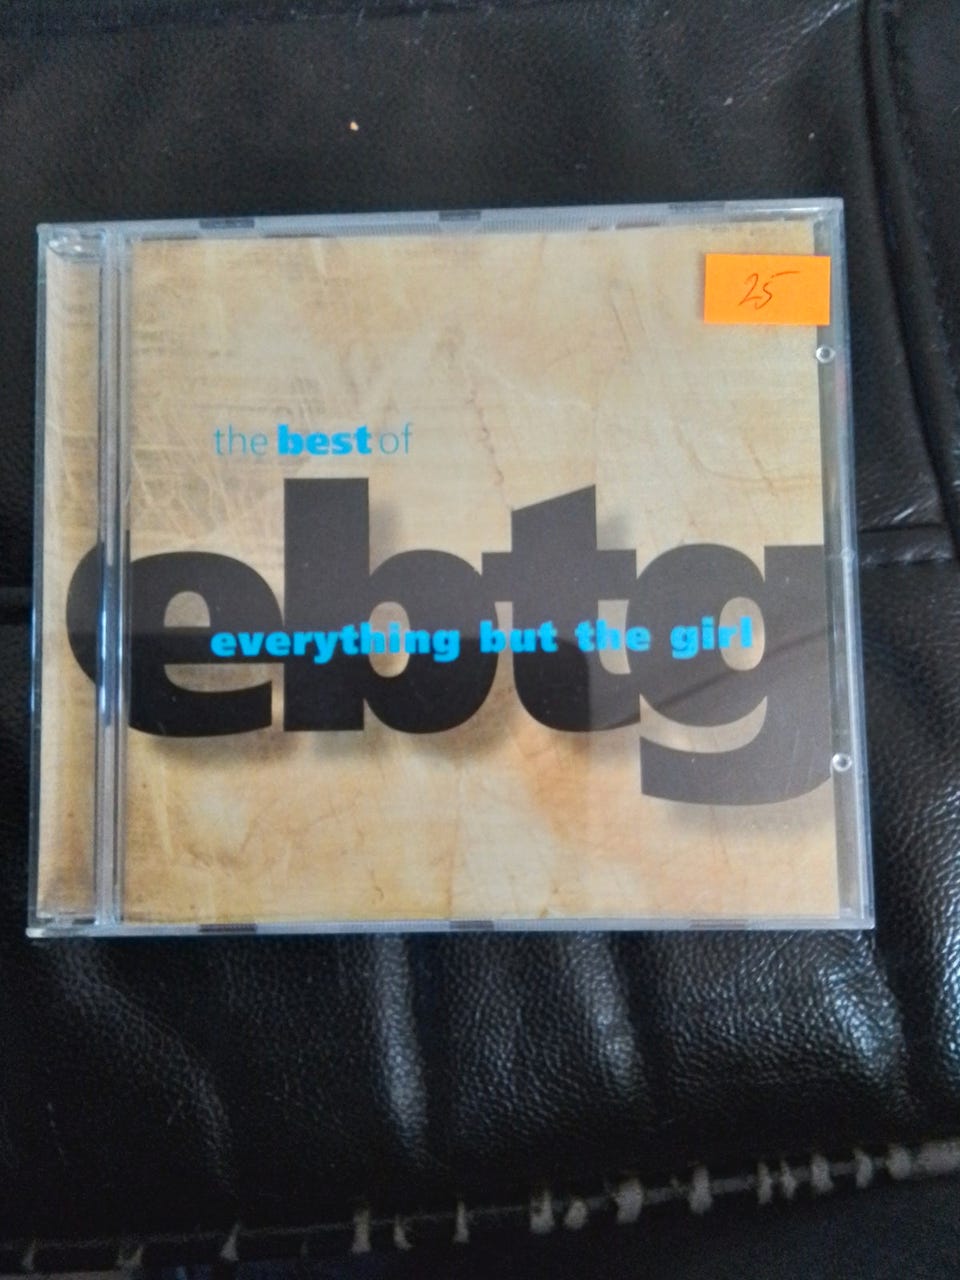 25
the best of
ebtg
everything but the girl